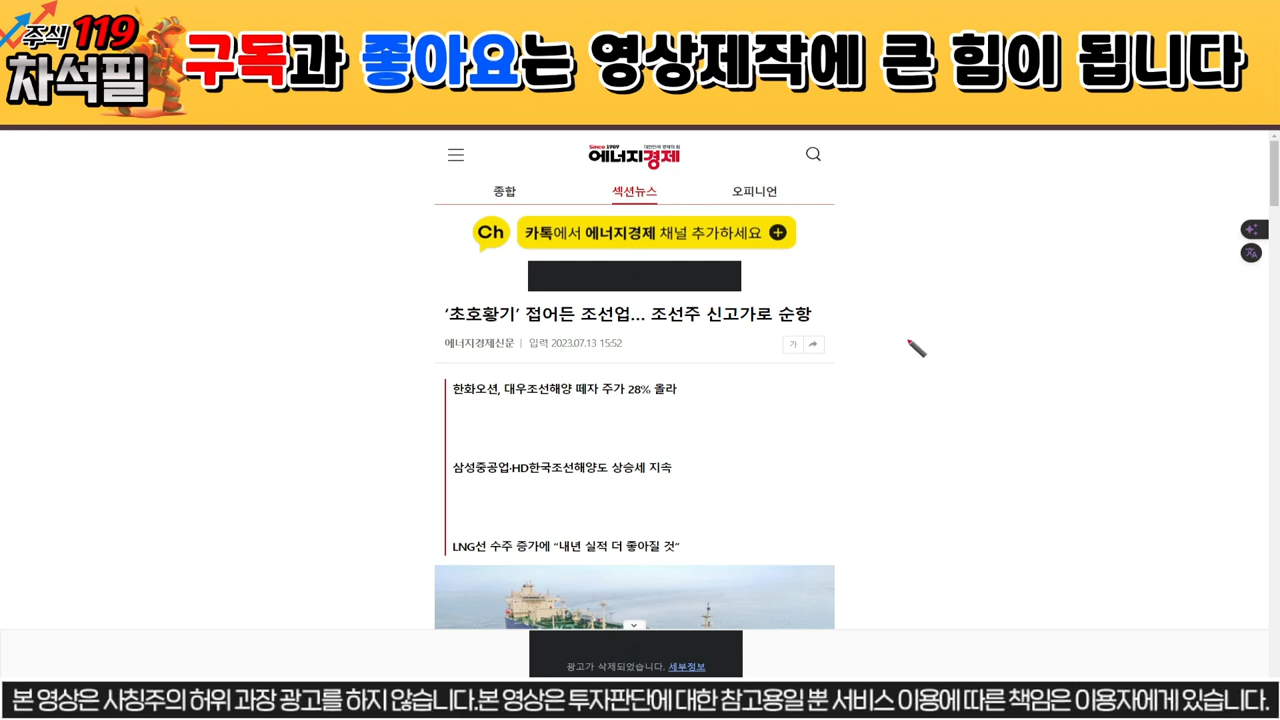 주식 119
차석필
구독과 좋아요는 영상제작에 큰 힘이 됩니다
Since 1989 대한민국 경제의 힘
에너지경제
종합 섹션뉴스 오피니언
Ch 카톡에서 에너지경제 채널 추가하세요
‘초호황기’ 접어든 조선업... 조선주 신고가로 순항
에너지경제신문 | 입력 2023.07.13 15:52
가
한화오션, 대우조선해양 떼자 주가 28% 올라
삼성중공업·HD한국조선해양도 상승세 지속
LNG선 수주 증가에 “내년 실적 더 좋아질 것”
광고가 삭제되었습니다. 세부정보
본 영상은 사칭주의 허위 과장 광고를 하지 않습니다.본 영상은 투자판단에 대한 참고용일 뿐 서비스 이용에 따른 책임은 이용자에게 있습니다.